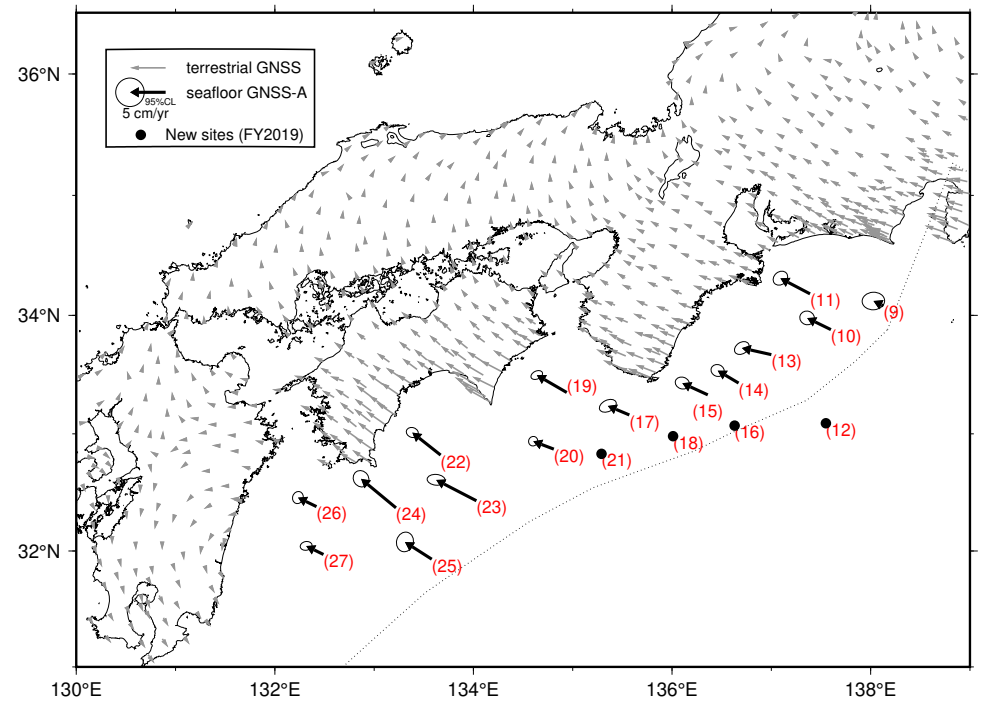 36°N
34°N
32°N
130°E
132°E
134°E
136°E
138°E
terrestrial GNSS
seafloor GNSS-A
95%CL
5 cm/yr
New sites (FY2019)
(11)
(9)
(10)
(13)
(14)
(15)
(19)
(17)
(16)
(12)
(18)
(20)
(21)
(22)
(23)
(24)
(26)
(27)
(25)